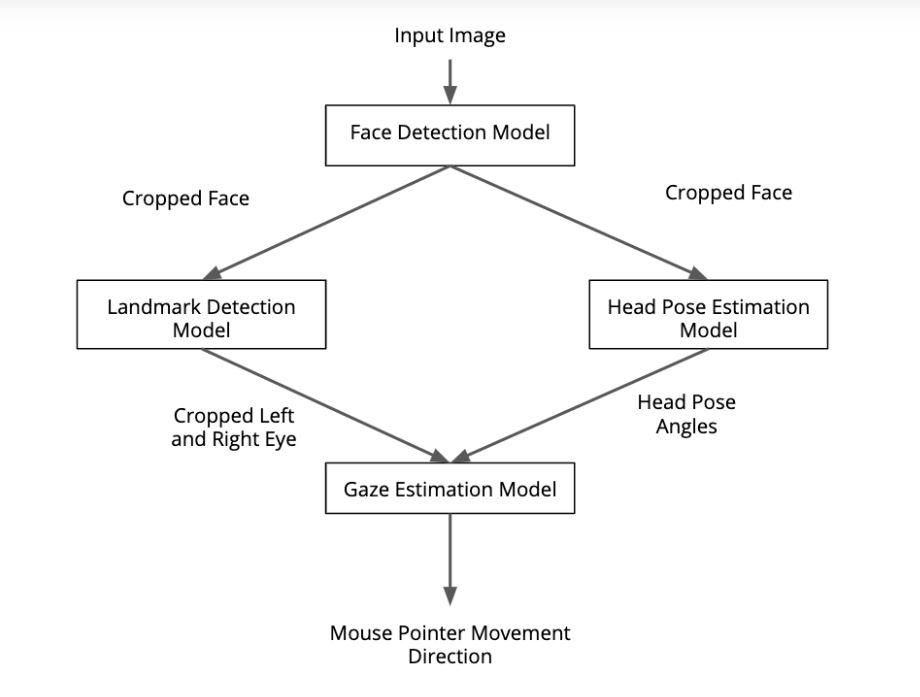 Input Image
Face Detection Model
Cropped Face
Cropped Face
Landmark Detection
Model
Head Pose Estimation
Model
Cropped Left
and Right Eye
Head Pose
Angles
Gaze Estimation Model
Mouse Pointer Movement
Direction